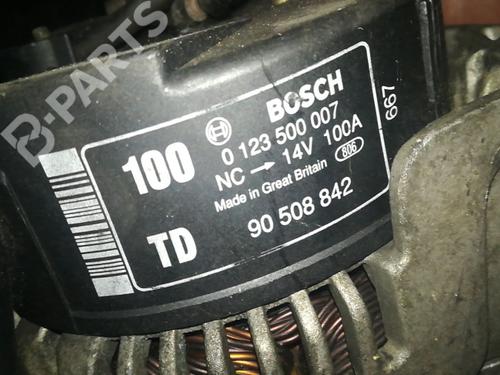 B-PARTS
BOSCH
100
0 123 500 007
NC → 14V 100A
Made in Great Britain 806
TD
90 508 842
667